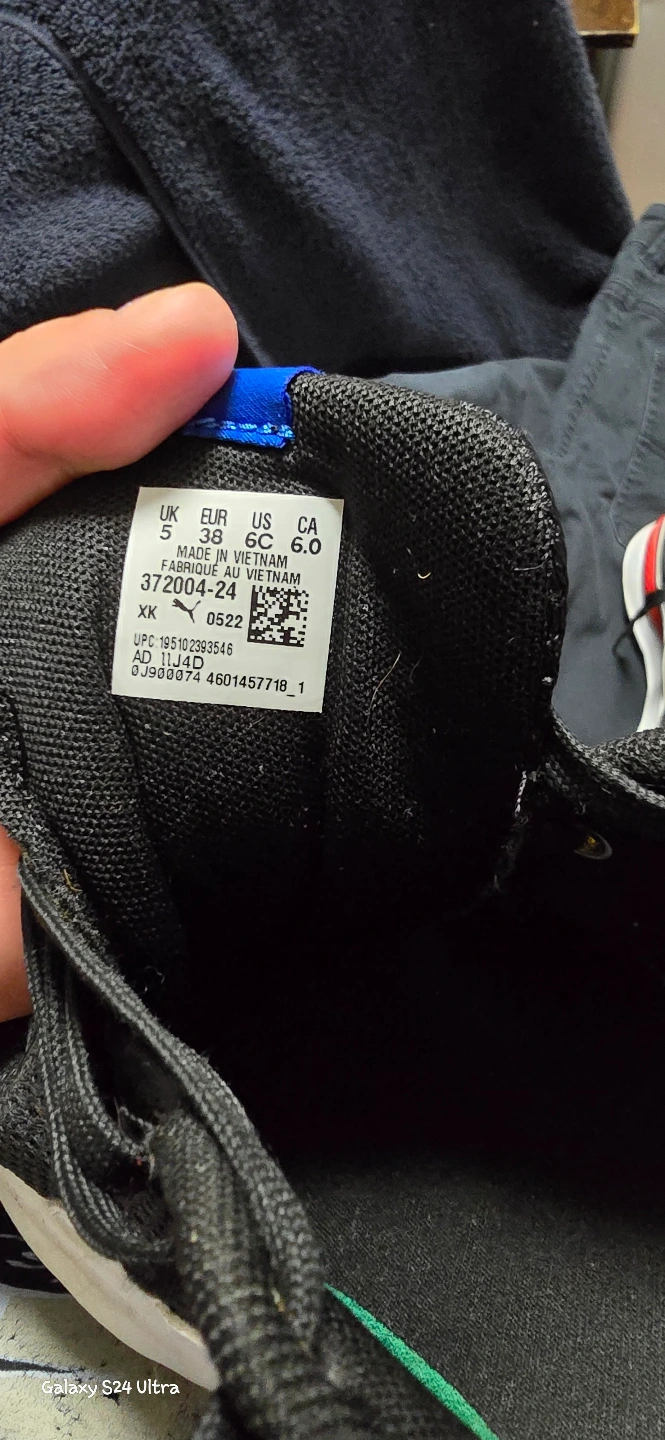 UK EUR US CA
5 38 6C 6.0
MADE IN VIETNAM
FABRIQUÉ AU VIETNAM
372004-24
XK 0522
UPC:195102393546
AD 11J4D
0J900074 4601457718_1
Galaxy S24 Ultra